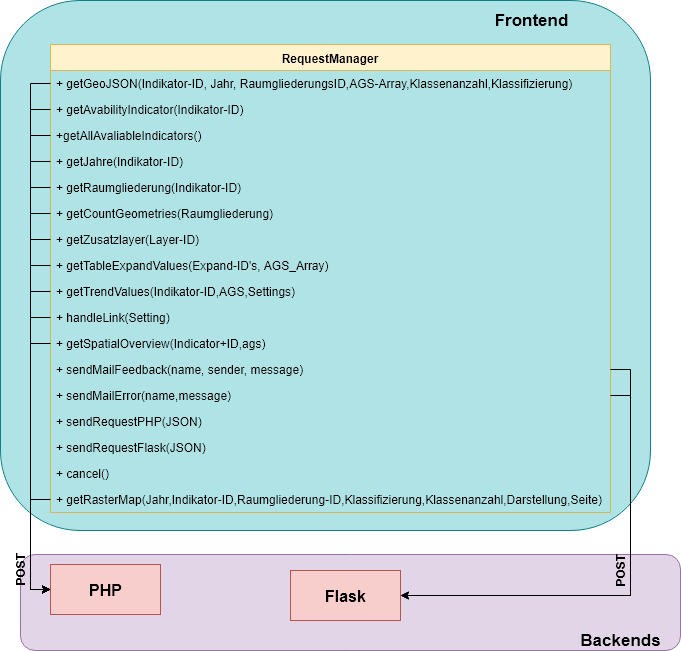 Frontend
RequestManager
+ getGeoJSON(Indikator-ID, Jahr, RaumgliederungsID,AGS-Array,Klassenanzahl,Klassifizierung)
+ getAvabilityIndicator(Indikator-ID)
+getAllAvaliableIndicators()
+ getJahre(Indikator-ID)
+ getRaumgliederung(Indikator-ID)
+ getCountGeometries(Raumgliederung)
+ getZusatzlayer(Layer-ID)
+ getTableExpandValues(Expand-ID's, AGS_Array)
+ getTrendValues(Indikator-ID,AGS,Settings)
+ handleLink(Setting)
+ getSpatialOverview(Indicator+ID,ags)
+ sendMailFeedback(name, sender, message)
+ sendMailError(name,message)
+ sendRequestPHP(JSON)
+ sendRequestFlask(JSON)
+ cancel()
+ getRasterMap(Jahr,Indikator-ID,Raumgliederung-ID,Klassifizierung,Klassenanzahl,Darstellung,Seite)
POST
POST
PHP
Flask
Backends